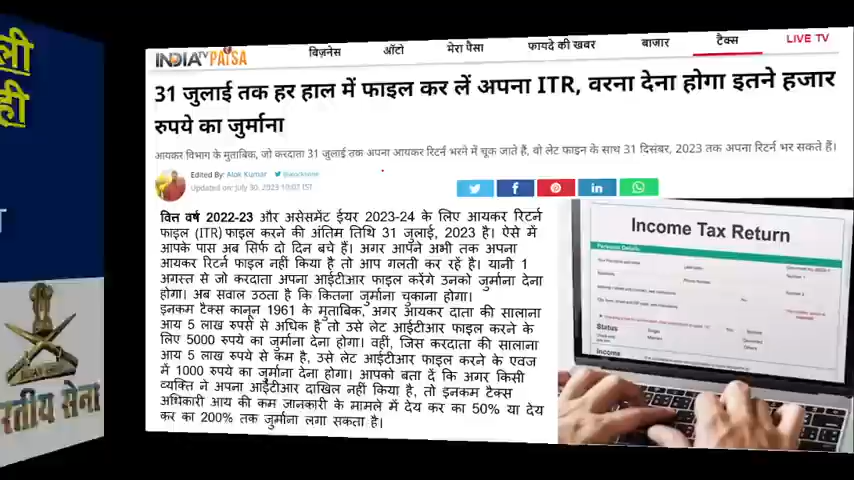 ली
ही
INDIA TV PAISA
बिज़नेस ऑटो मेरा पैसा फायदे की खबर बाजार टैक्स LIVE TV
31 जुलाई तक हर हाल में फाइल कर लें अपना ITR, वरना देना होगा इतने हजार
रुपये का जुर्माना
आयकर विभाग के मुताबिक, जो करदाता 31 जुलाई तक अपना आयकर रिटर्न भरने में चूक जाते हैं, वो लेट फाइन के साथ 31 दिसंबर, 2023 तक अपना रिटर्न भर सकते हैं।
Edited By: Alok Kumar
Updated on: July 30, 2023 10:07 IST
वित्त वर्ष 2022-23 और असेसमेंट ईयर 2023-24 के लिए आयकर रिटर्न
फाइल (ITR) फाइल करने की अंतिम तिथि 31 जुलाई, 2023 है। ऐसे में
आपके पास अब सिर्फ दो दिन बचे हैं। अगर आपने अभी तक अपना
आयकर रिटर्न फाइल नहीं किया है तो आप गलती कर रहे है। यानी 1
अगस्त से जो करदाता अपना आईटीआर फाइल करेंगे उनको जुर्माना देना
होगा। अब सवाल उठता है कि कितना जुर्माना चुकाना होगा।
इनकम टैक्स कानून 1961 के मुताबिक, अगर आयकर दाता की सालाना
आय 5 लाख रुपसे से अधिक है तो उसे लेट आईटीआर फाइल करने के
लिए 5000 रुपये का जुर्माना देना होगा। वहीं, जिस करदाता की सालाना
आय 5 लाख रुपये से कम है, उसे लेट आईटीआर फाइल करने के एवज
में 1000 रुपये का जुर्माना देना होगा। आपको बता दें कि अगर किसी
व्यक्ति ने अपना आईटीआर दाखिल नहीं किया है, तो इनकम टैक्स
अधिकारी आय की कम जानकारी के मामले में देय कर का 50% या देय
कर का 200% तक जुर्माना लगा सकता है।
Income Tax Return
Personal Details
Status
Income
रतीय सेना